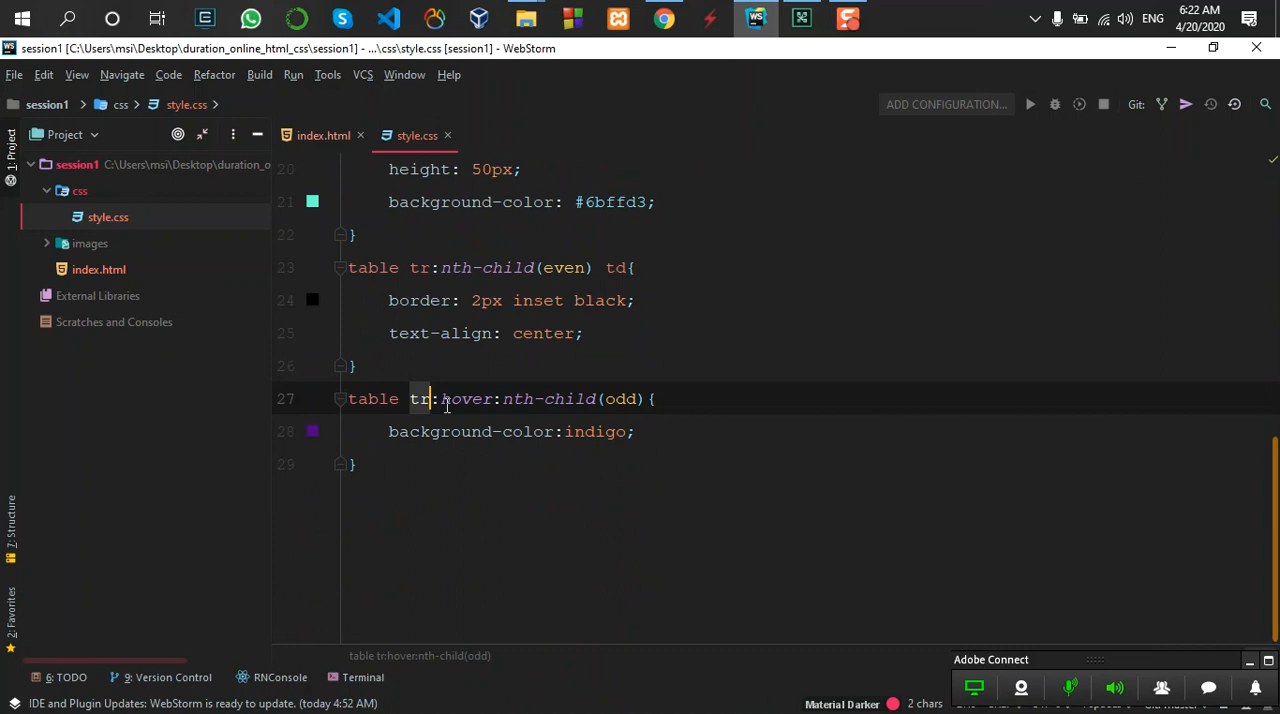 6:22 AM
ENG
4/20/2020
session1 [C:\Users\msi\Desktop\duration_online_html_css\session1] - ...\css\style.css [session1] - WebStorm
File Edit View Navigate Code Refactor Build Run Tools VCS Window Help
session1 css style.css ADD CONFIGURATION... Git:
1: Project
Project
index.html
style.css
session1 C:\Users\msi\Desktop\duration_o
css
style.css
images
index.html
External Libraries
Scratches and Consoles
20 height: 50px;
21 background-color: #6bffd3;
22 }
23 table tr:nth-child(even) td{
24 border: 2px inset black;
25 text-align: center;
26 }
27 table tr:hover:nth-child(odd){
28 background-color:indigo;
29 }
7: Structure
2: Favorites
table tr:hover:nth-child(odd)
Adobe Connect
6: TODO 9: Version Control RNConsole Terminal
IDE and Plugin Updates: WebStorm is ready to update. (today 4:52 AM)
Material Darker 2 chars